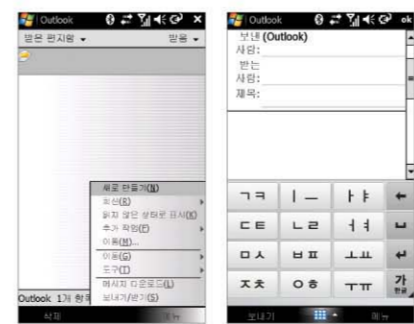 Outlook
받은 편지함
받음
새로 만들기(N)
회신(R)
읽지 않은 상태로 표시(K)
추가 작업(F)
이동(M)...
이동(G)
도구(T)
메시지 다운로드(L)
보내기/받기(S)
Outlook 1개 항목
삭제
메뉴
Outlook ok
보낸 (Outlook)
사람:
받는
사람:
제목:
ㄱㅋ ㅣㅡ ㅏㅑ
ㄷㅌ ㄴㄹ ㅓㅕ
ㅁㅅ ㅂㅍ ㅗㅛ
ㅈㅊ ㅇㅎ ㅜㅠ 가
한글
보내기
메뉴